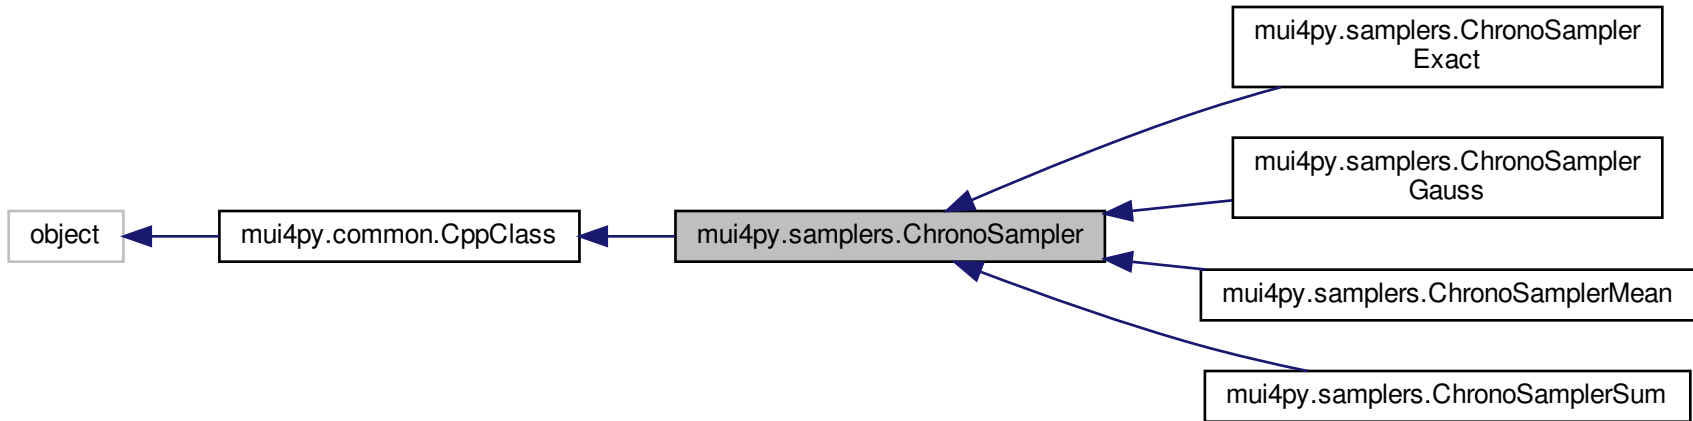 object
mui4py.common.CppClass
mui4py.samplers.ChronoSampler
mui4py.samplers.ChronoSampler
Exact
mui4py.samplers.ChronoSampler
Gauss
mui4py.samplers.ChronoSamplerMean
mui4py.samplers.ChronoSamplerSum